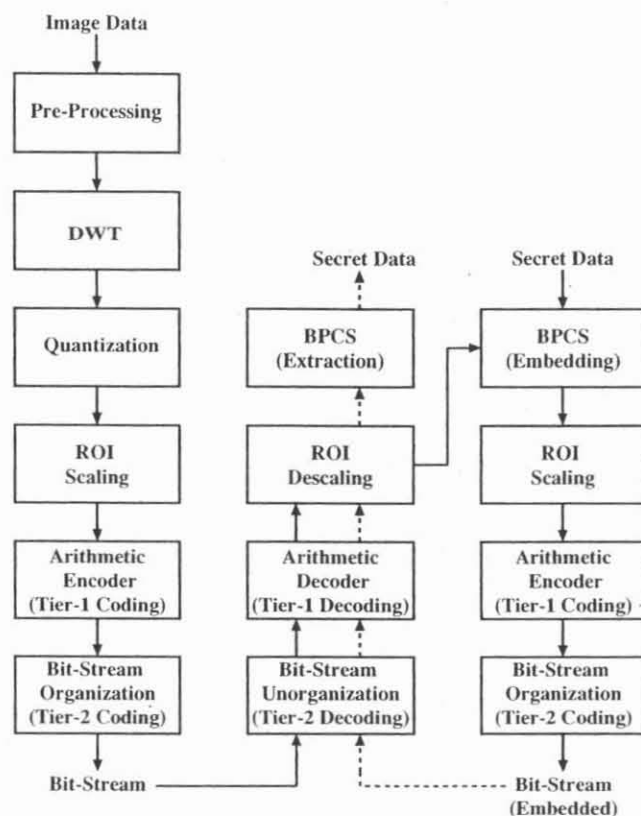 Image Data
Pre-Processing
DWT
Quantization
ROI
Scaling
Arithmetic
Encoder
(Tier-1 Coding)
Bit-Stream
Organization
(Tier-2 Coding)
Bit-Stream
Secret Data
BPCS
(Extraction)
ROI
Descaling
Arithmetic
Decoder
(Tier-1 Decoding)
Bit-Stream
Unorganization
(Tier-2 Decoding)
Secret Data
BPCS
(Embedding)
ROI
Scaling
Arithmetic
Encoder
(Tier-1 Coding)
Bit-Stream
Organization
(Tier-2 Coding)
Bit-Stream
(Embedded)